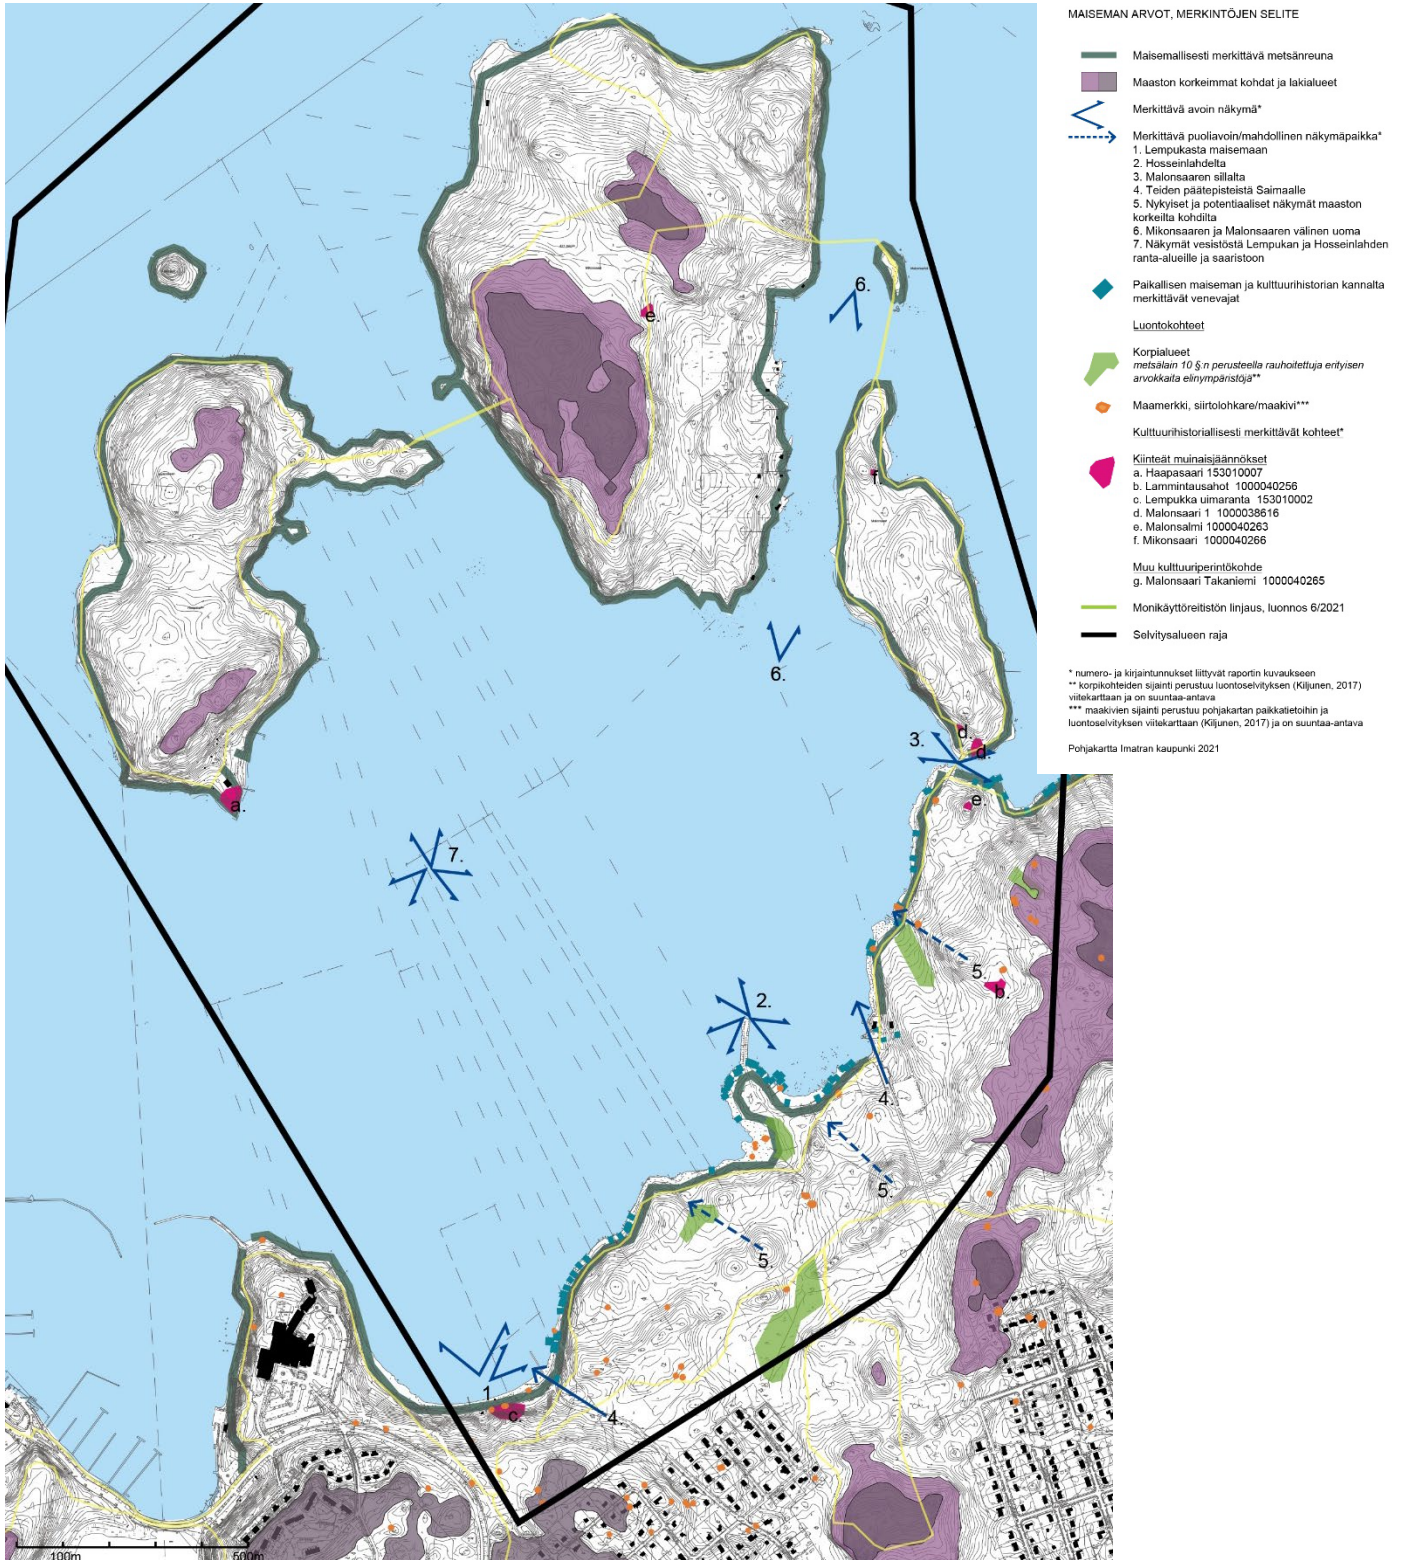 MAISEMAN ARVOT, MERKINTÖJEN SELITE
Maisemallisesti merkittävä metsänreuna
Maaston korkeimmat kohdat ja lakialueet
Merkittävä avoin näkymä*
Merkittävä puoliavoin/mahdollinen näkymäpaikka*
1. Lempukasta maisemaan
2. Hosseinlahdelta
3. Malonsaaren sillalta
4. Teiden päätepisteistä Saimaalle
5. Nykyiset ja potentiaaliset näkymät maaston
korkeilta kohdilta
6. Mikonsaaren ja Malonsaaren välinen uoma
7. Näkymät vesistöstä Lempukan ja Hosseinlahden
ranta-alueille ja saaristoon
Paikallisen maiseman ja kulttuurihistorian kannalta
merkittävät venevajat
Luontokohteet
Korpialueet
metsälain 10 §:n perusteella rauhoitettuja erityisen
arvokkaita elinympäristöjä**
Maamerkki, siirtolohkare/maakivi***
Kulttuurihistoriallisesti merkittävät kohteet*
Kiinteät muinaisjäännökset
a. Haapasaari 153010007
b. Lammintausahot 1000040256
c. Lempukka uimaranta 153010002
d. Malonsaari 1 1000038616
e. Malonsalmi 1000040263
f. Mikonsaari 1000040266
Muu kulttuuriperintökohde
g. Malonsaari Takaniemi 1000040265
Monikäyttöreitistön linjaus, luonnos 6/2021
Selvitysalueen raja
* numero- ja kirjaintunnukset liittyvät raportin kuvaukseen
** korpikohteiden sijainti perustuu luontoselvityksen (Kiljunen, 2017)
viitekarttaan ja on suuntaa-antava
*** maakivien sijainti perustuu pohjakartan paikkatietoihin ja
luontoselvityksen viitekarttaan (Kiljunen, 2017) ja on suuntaa-antava
Pohjakartta Imatran kaupunki 2021
6.
e.
f.
6.
d.
3.
d.
a.
e.
7.
5.
b.
2.
4.
5.
5.
1.
c.
4.
100m
500m